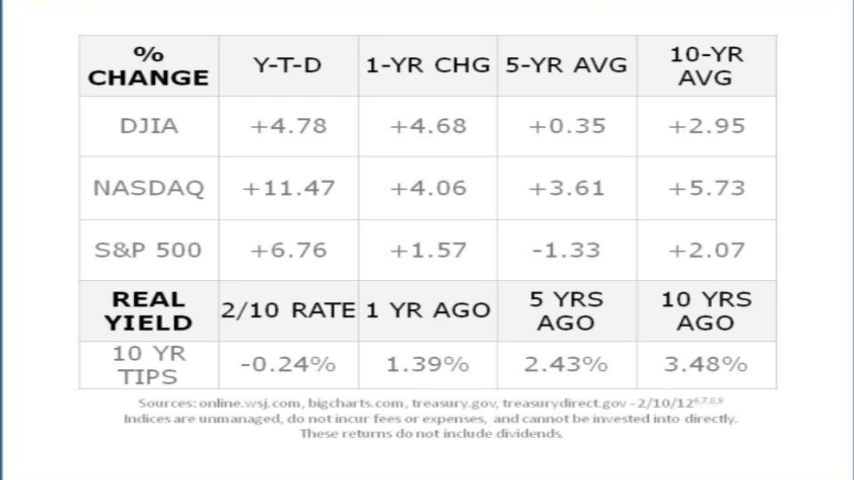 % CHANGE Y-T-D 1-YR CHG 5-YR AVG 10-YR AVG
DJIA +4.78 +4.68 +0.35 +2.95
NASDAQ +11.47 +4.06 +3.61 +5.73
S&P 500 +6.76 +1.57 -1.33 +2.07
REAL YIELD 2/10 RATE 1 YR AGO 5 YRS AGO 10 YRS AGO
10 YR TIPS -0.24% 1.39% 2.43% 3.48%
Sources: online.wsj.com, bigcharts.com, treasury.gov, treasurydirect.gov - 2/10/12
Indices are unmanaged, do not incur fees or expenses, and cannot be invested into directly.
These returns do not include dividends.